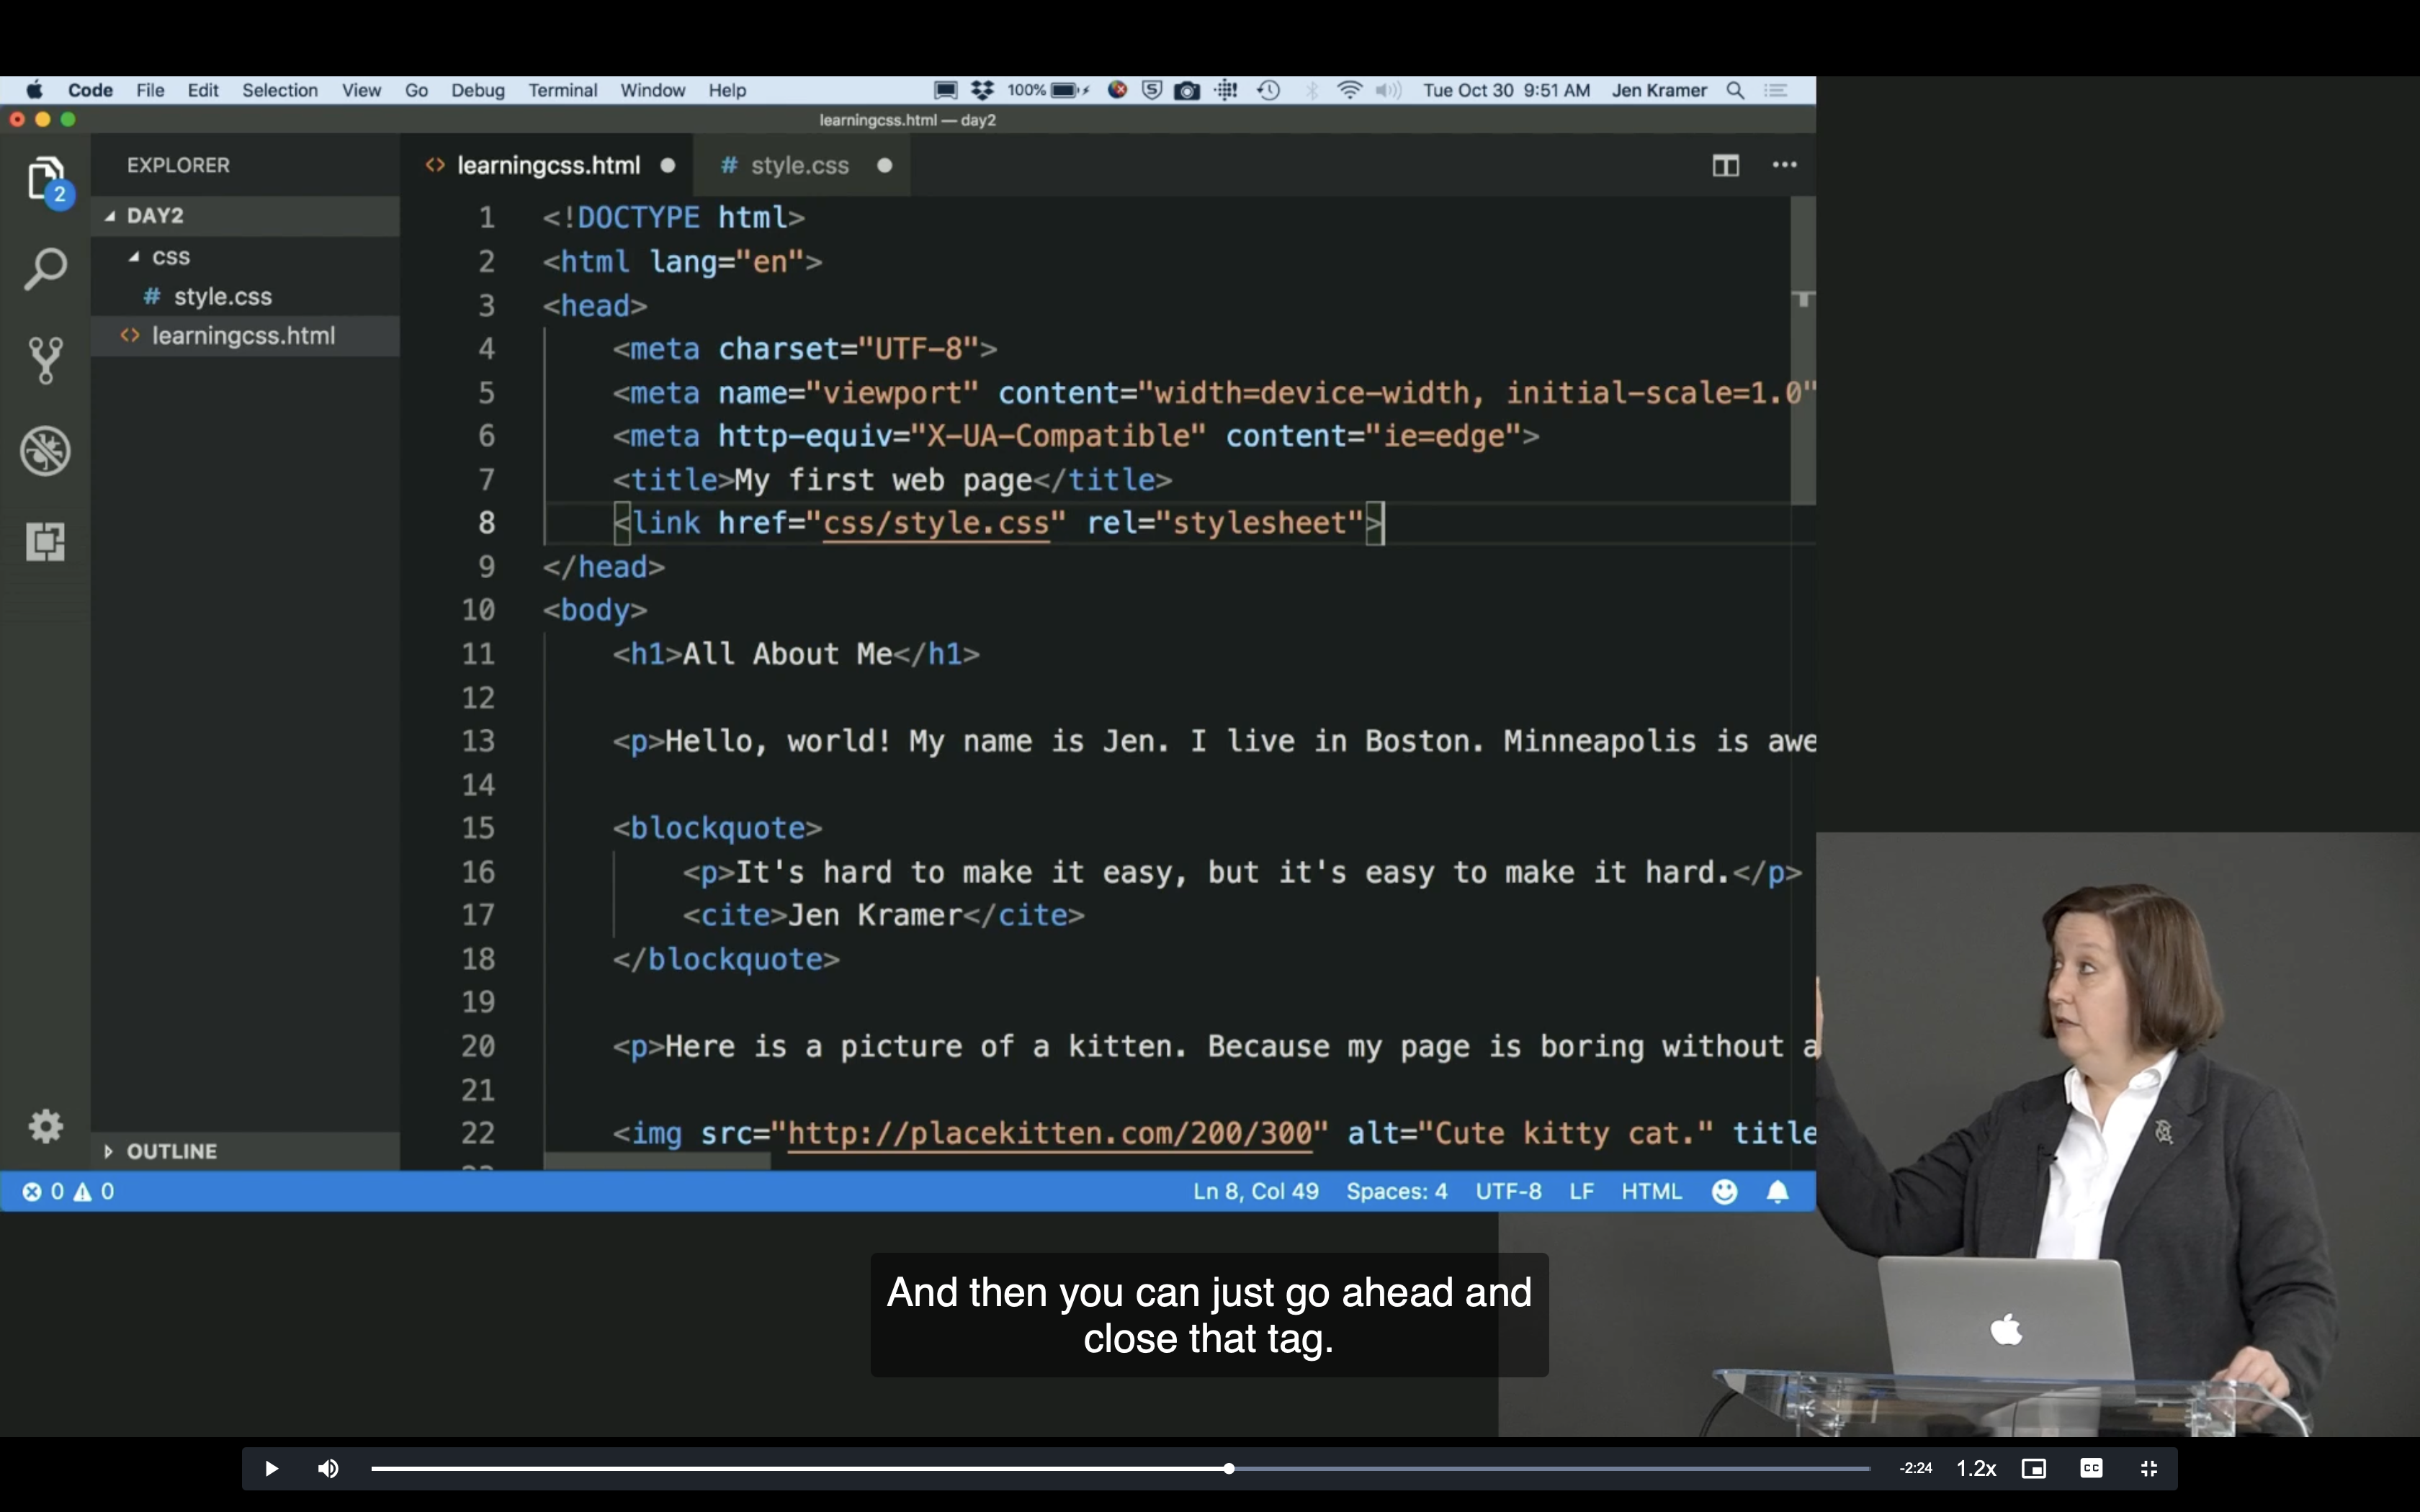 Code File Edit Selection View Go Debug Terminal Window Help 100% Tue Oct 30 9:51 AM Jen Kramer
learningcss.html — day2
EXPLORER
DAY2
css
# style.css
<> learningcss.html
OUTLINE
2
<> learningcss.html ● # style.css ●
1 <!DOCTYPE html>
2 <html lang="en">
3 <head>
4 <meta charset="UTF-8">
5 <meta name="viewport" content="width=device-width, initial-scale=1.0"
6 <meta http-equiv="X-UA-Compatible" content="ie=edge">
7 <title>My first web page</title>
8 <link href="css/style.css" rel="stylesheet">
9 </head>
10 <body>
11 <h1>All About Me</h1>
12
13 <p>Hello, world! My name is Jen. I live in Boston. Minneapolis is awe
14
15 <blockquote>
16 <p>It's hard to make it easy, but it's easy to make it hard.</p>
17 <cite>Jen Kramer</cite>
18 </blockquote>
19
20 <p>Here is a picture of a kitten. Because my page is boring without a
21
22 <img src="http://placekitten.com/200/300" alt="Cute kitty cat." title
0 0 Ln 8, Col 49 Spaces: 4 UTF-8 LF HTML
And then you can just go ahead and
close that tag.
-2:24 1.2x CC